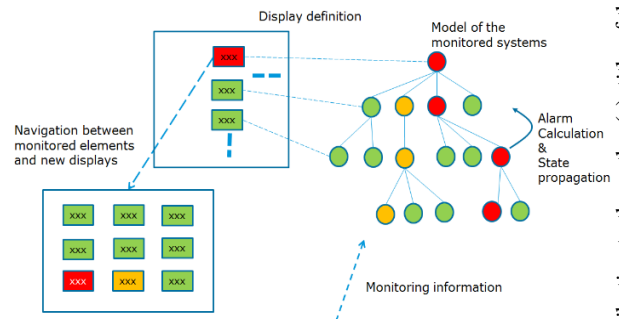 Display definition
Model of the
monitored systems
xxx
xxx
xxx
Alarm
Calculation
&
State
propagation
Navigation between
monitored elements
and new displays
xxx xxx xxx
xxx xxx xxx
xxx xxx xxx
Monitoring information